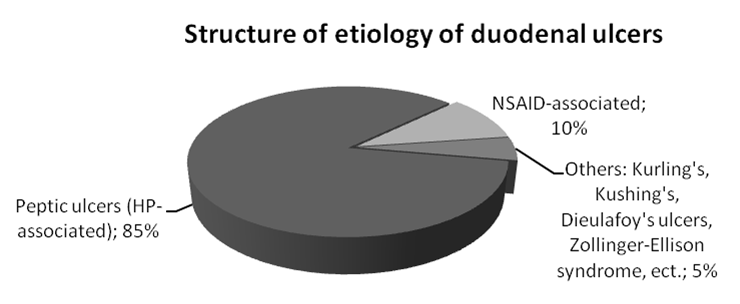 Structure of etiology of duodenal ulcers
NSAID-associated;
10%
Others: Kurling's,
Kushing's,
Dieulafoy's ulcers,
Zollinger-Ellison
syndrome, ect.; 5%
Peptic ulcers (HP-
associated); 85%